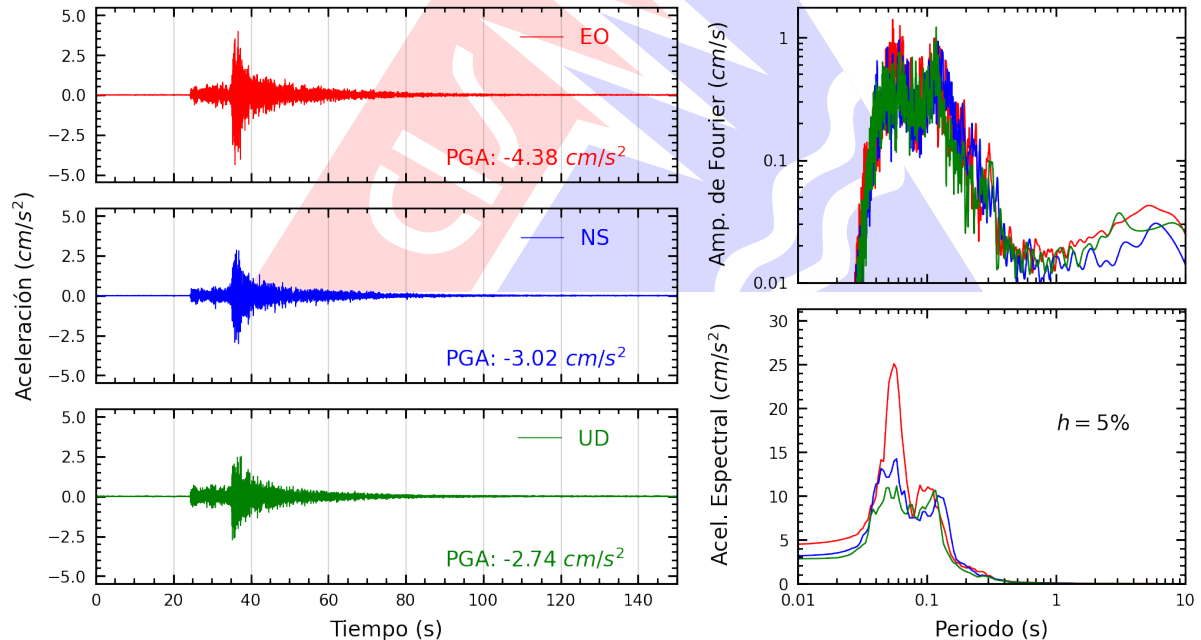 Aceleración (cm/s²)
5.0
2.5
0.0
−2.5
−5.0
EO
PGA: -4.38 cm/s²
5.0
2.5
0.0
−2.5
−5.0
NS
PGA: -3.02 cm/s²
5.0
2.5
0.0
−2.5
−5.0
UD
PGA: -2.74 cm/s²
0 20 40 60 80 100 120 140
Tiempo (s)
Amp. de Fourier (cm/s)
1
0.1
0.01
Acel. Espectral (cm/s²)
30
25
20
15
10
5
0
h = 5%
0.01 0.1 1 10
Periodo (s)